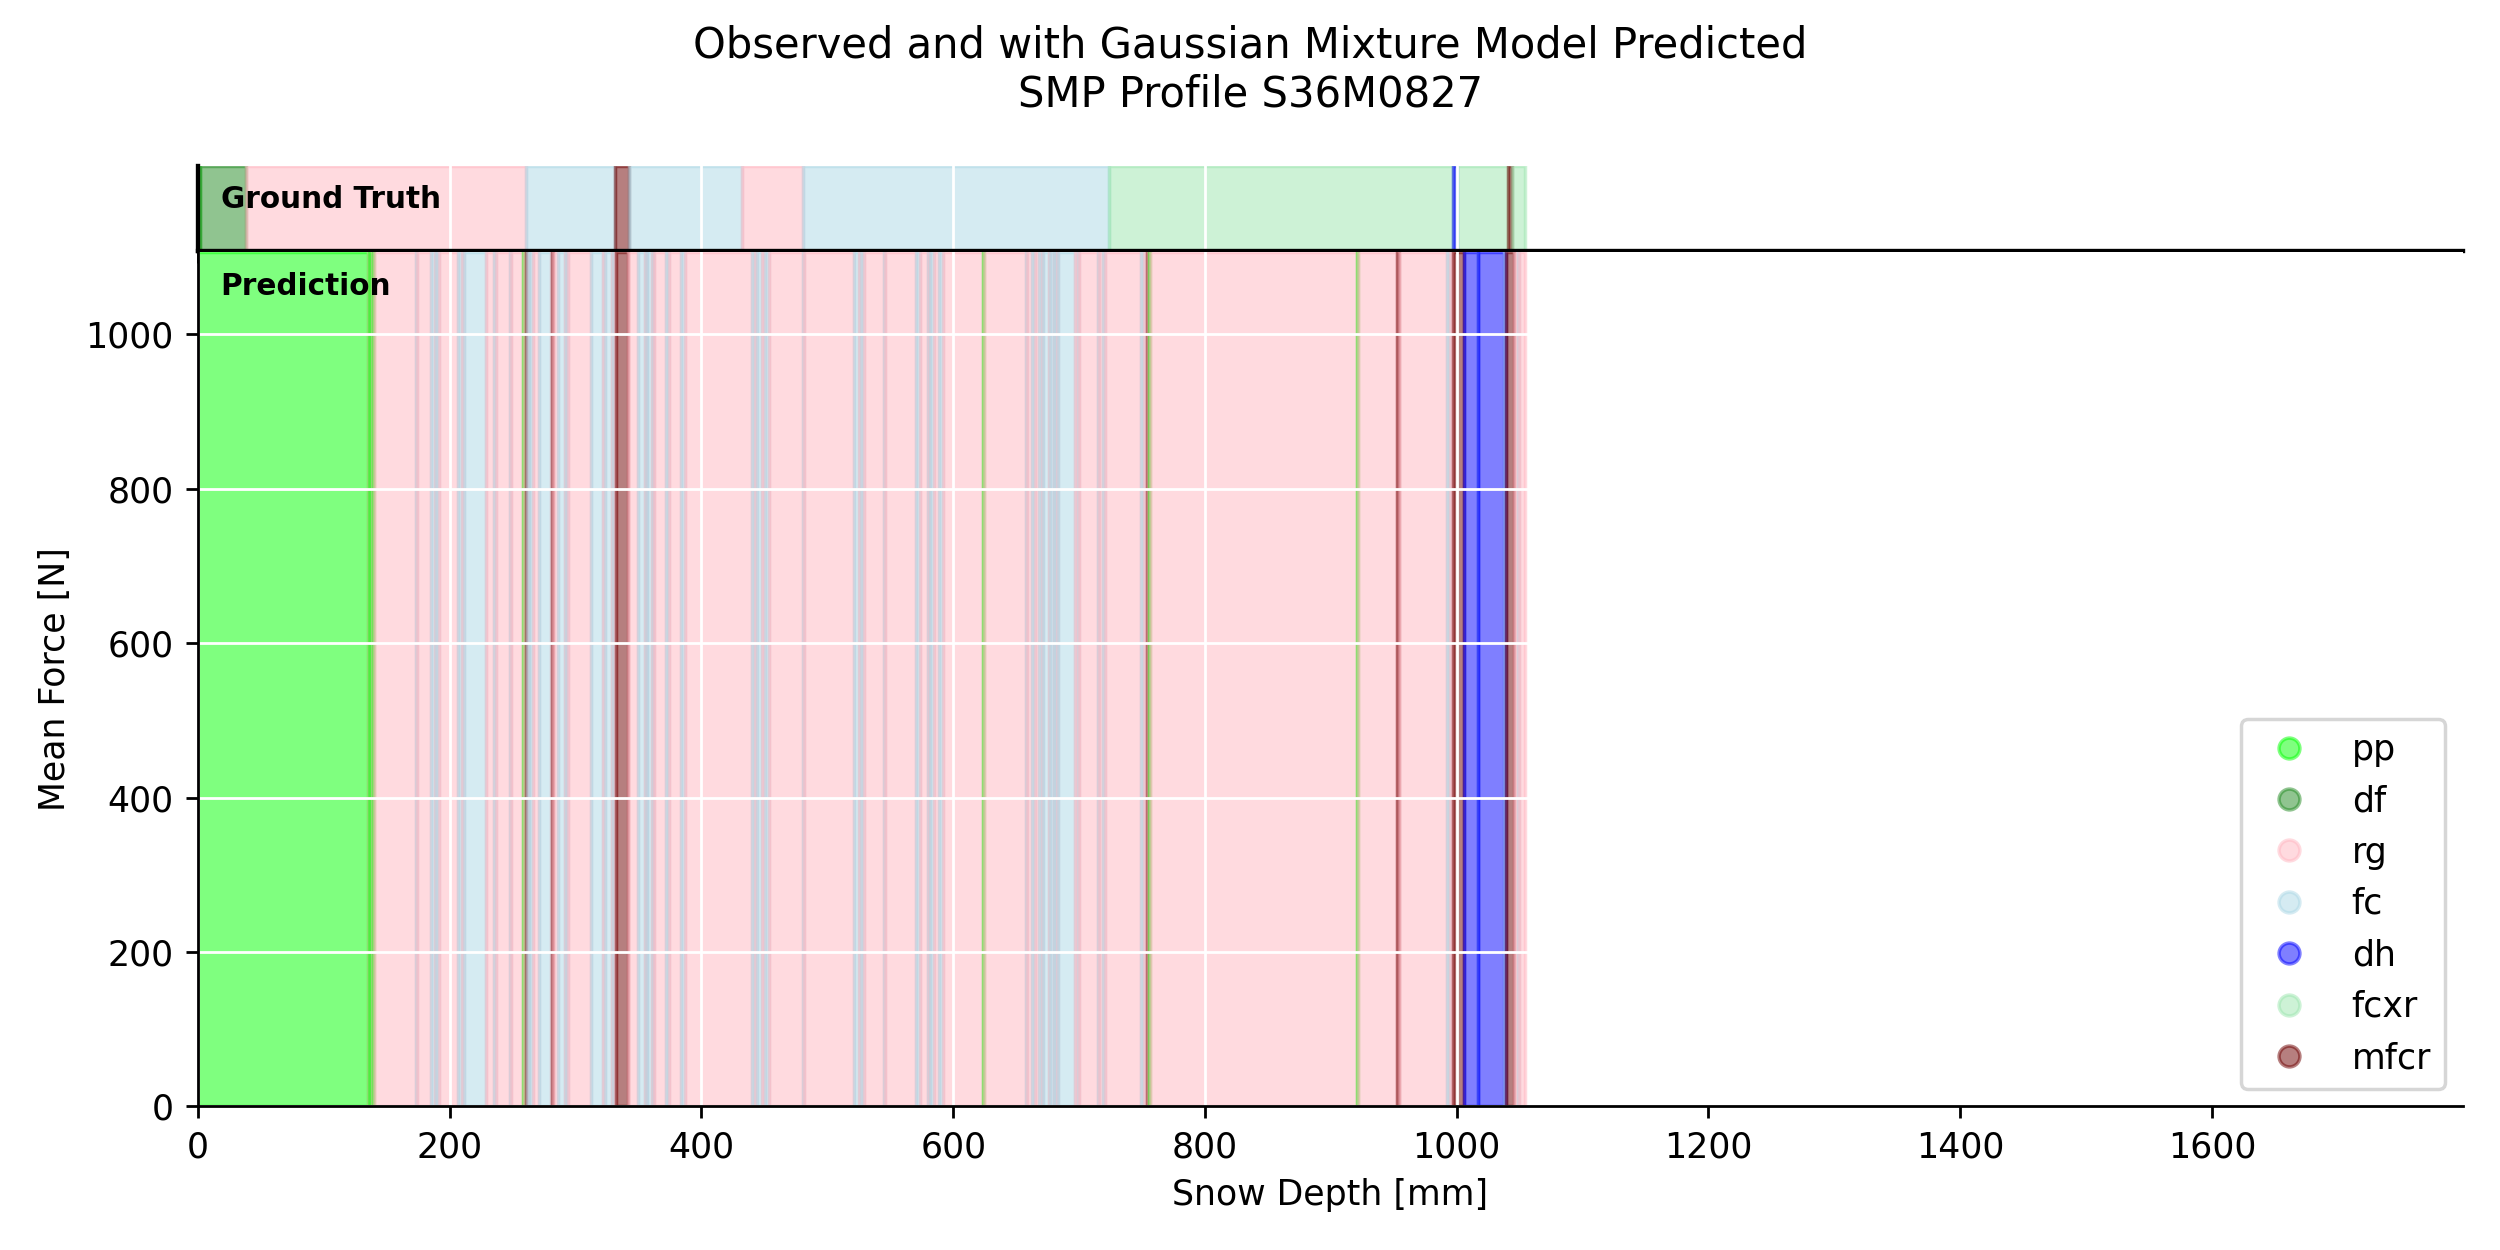 Observed and with Gaussian Mixture Model Predicted
SMP Profile S36M0827
Ground Truth
Prediction
Mean Force [N]
1000
800
600
400
200
0
0 200 400 600 800 1000 1200 1400 1600
Snow Depth [mm]
pp
df
rg
fc
dh
fcxr
mfcr